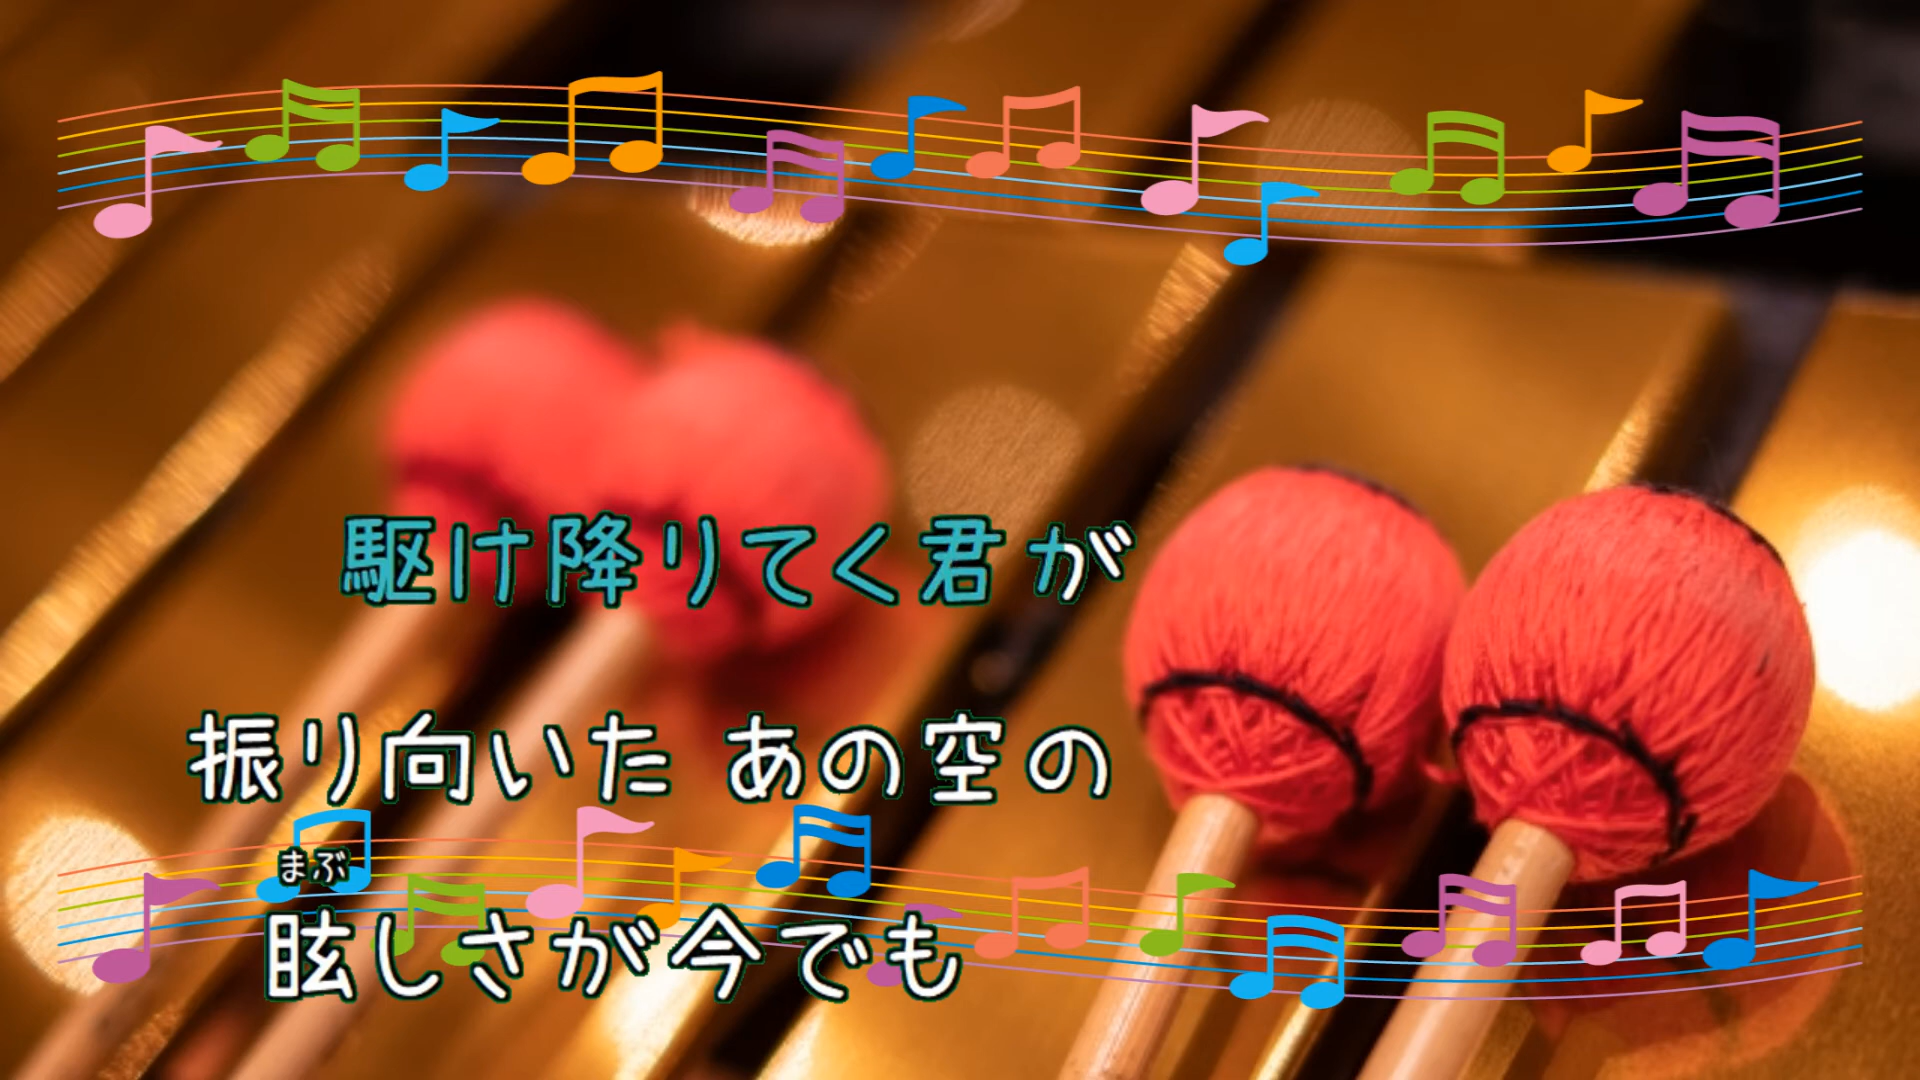 駆け降りてく君が
振り向いた あの空の
まぶ
眩しさが今でも